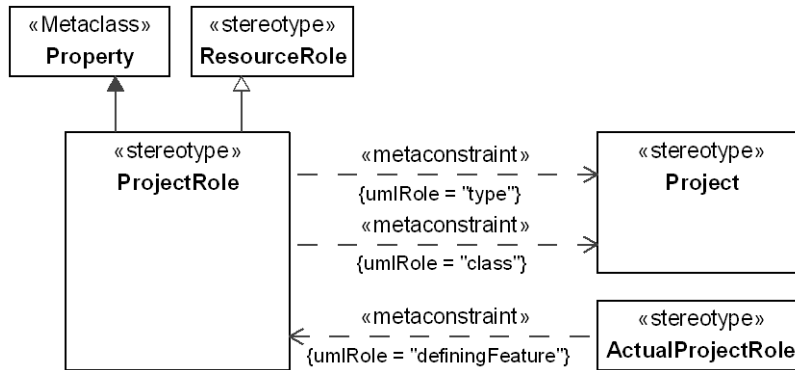 «Metaclass»
Property
«stereotype»
ResourceRole
«stereotype»
ProjectRole
«metaconstraint»
{umlRole = "type"}
«metaconstraint»
{umlRole = "class"}
«stereotype»
Project
«metaconstraint»
{umlRole = "definingFeature"}
«stereotype»
ActualProjectRole